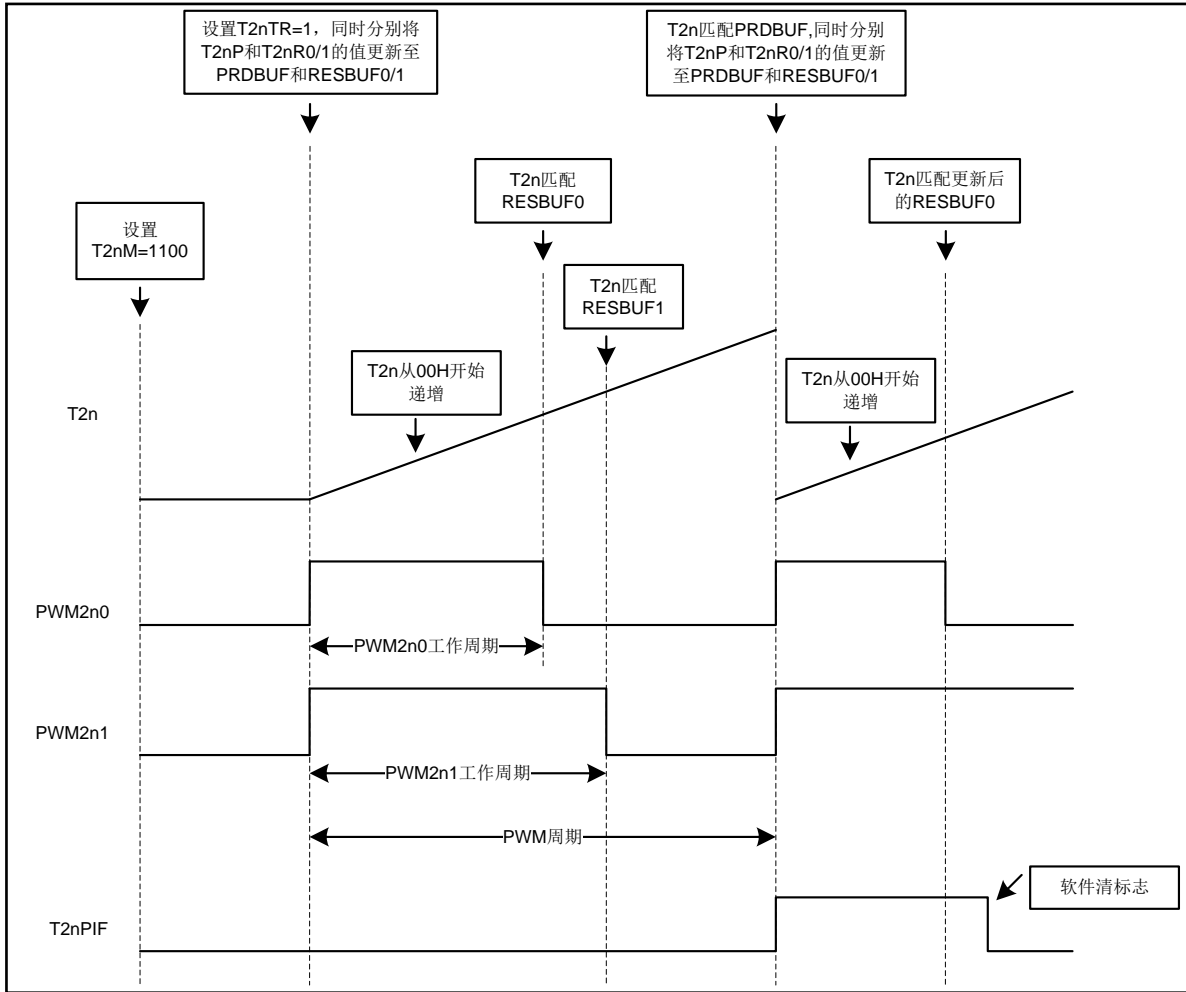 设置T2nTR=1，同时分别将
T2nP和T2nR0/1的值更新至
PRDBUF和RESBUF0/1
T2n匹配PRDBUF,同时分别
将T2nP和T2nR0/1的值更新
至PRDBUF和RESBUF0/1
T2n匹配
RESBUF0
T2n匹配更新后
的RESBUF0
设置
T2nM=1100
T2n匹配
RESBUF1
T2n从00H开始
递增
T2n从00H开始
递增
T2n
PWM2n0
PWM2n0工作周期
PWM2n1
PWM2n1工作周期
PWM周期
软件清标志
T2nPIF